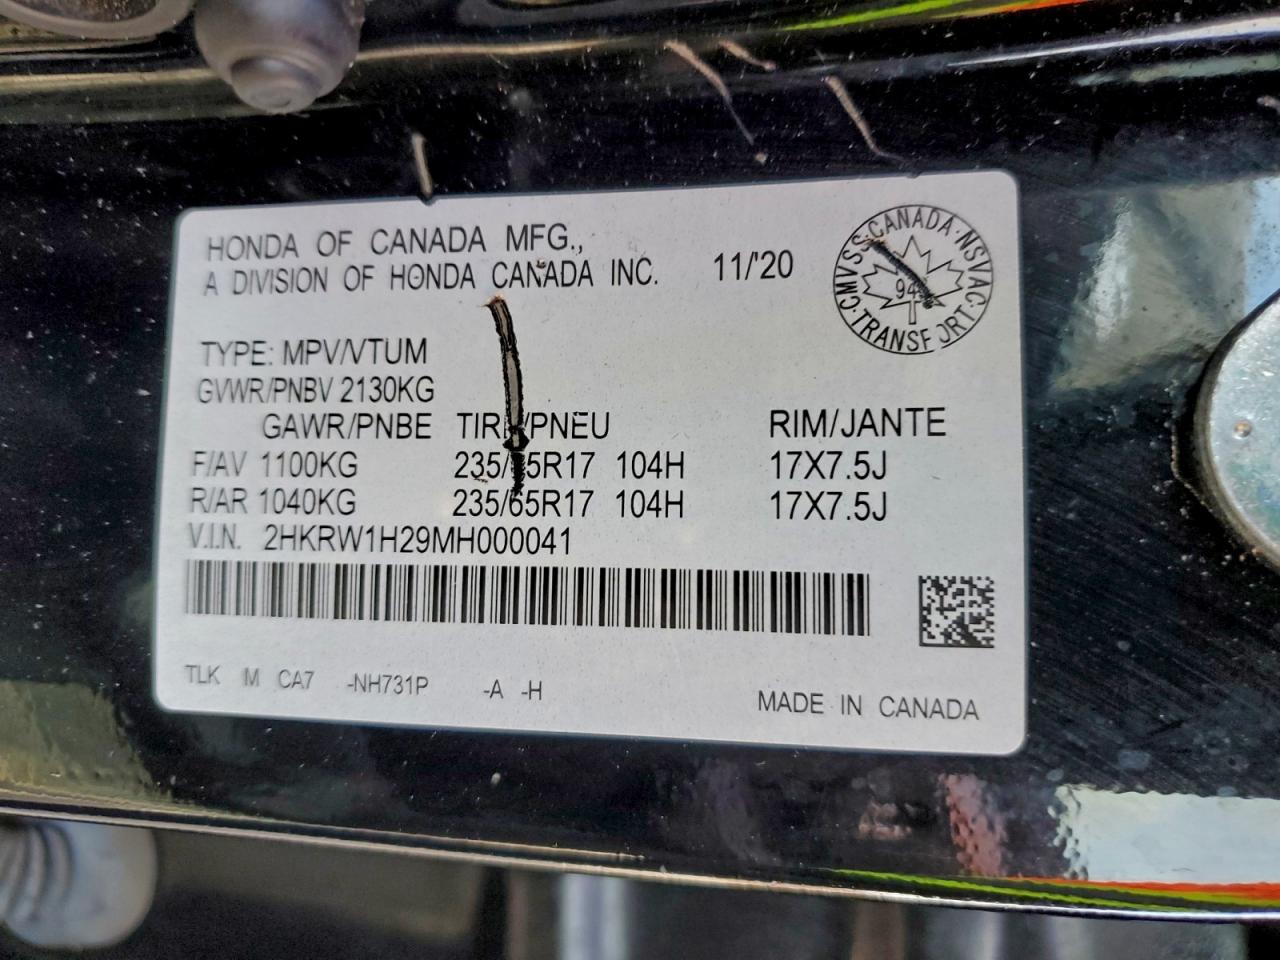 HONDA OF CANADA MFG.,
A DIVISION OF HONDA CANADA INC. 11/'20
CMVSS·CANADA·NSVAC·TRANSPORT
TYPE: MPV/VTUM
GVWR/PNBV 2130KG
GAWR/PNBE TIRE/PNEU RIM/JANTE
F/AV 1100KG 235/65R17 104H 17X7.5J
R/AR 1040KG 235/65R17 104H 17X7.5J
V.I.N. 2HKRW1H29MH000041
TLK M CA7 -NH731P -A -H
MADE IN CANADA